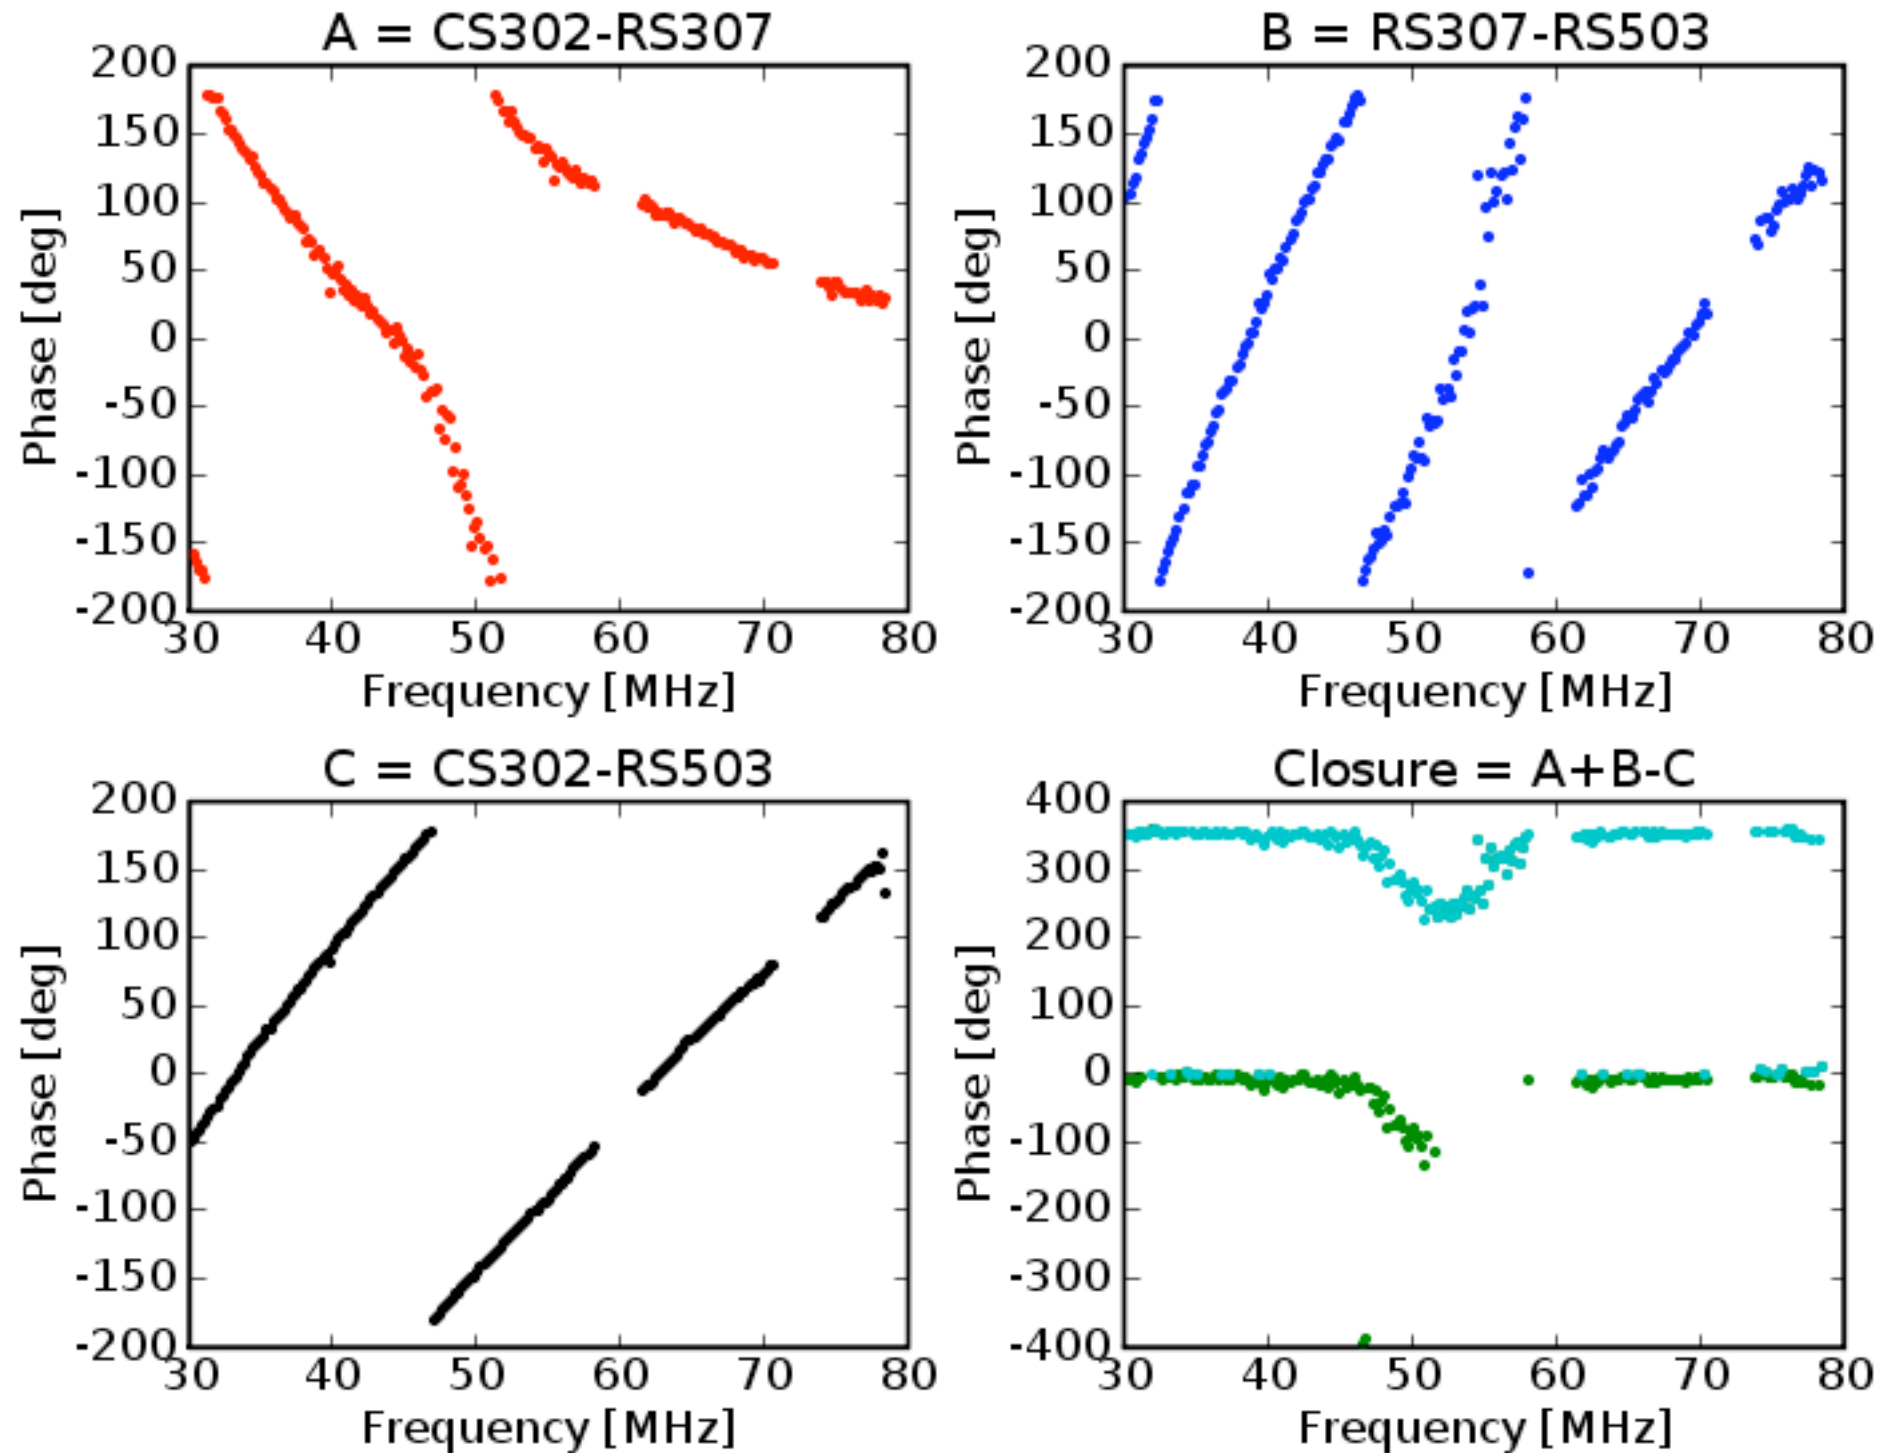 A = CS302-RS307
200
150
100
50
0
-50
-100
-150
-200
Phase [deg]
30 40 50 60 70 80
Frequency [MHz]
B = RS307-RS503
200
150
100
50
0
-50
-100
-150
-200
Phase [deg]
30 40 50 60 70 80
Frequency [MHz]
C = CS302-RS503
200
150
100
50
0
-50
-100
-150
-200
Phase [deg]
30 40 50 60 70 80
Frequency [MHz]
Closure = A+B-C
400
300
200
100
0
-100
-200
-300
-400
Phase [deg]
30 40 50 60 70 80
Frequency [MHz]